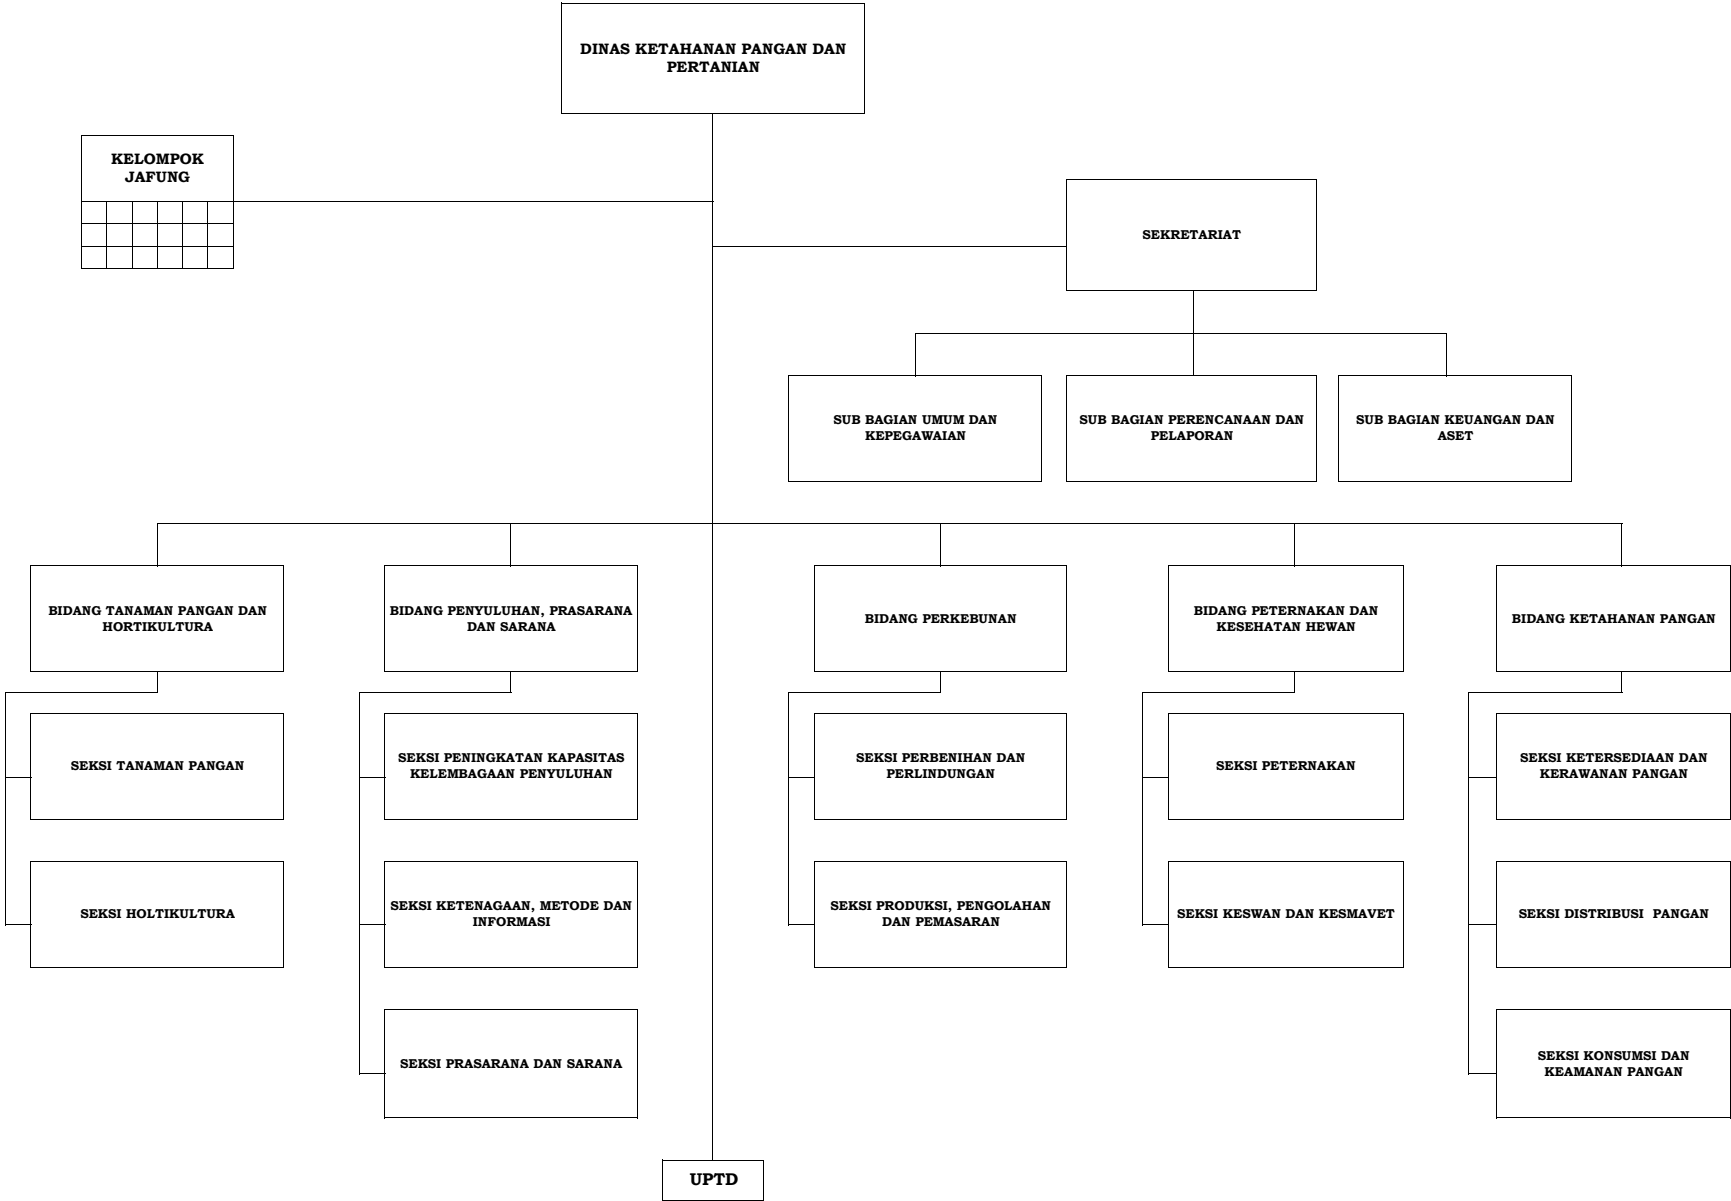 DINAS KETAHANAN PANGAN DAN
PERTANIAN
KELOMPOK
JAFUNG
SEKRETARIAT
SUB BAGIAN UMUM DAN
KEPEGAWAIAN
SUB BAGIAN PERENCANAAN DAN
PELAPORAN
SUB BAGIAN KEUANGAN DAN
ASET
BIDANG TANAMAN PANGAN DAN
HORTIKULTURA
BIDANG PENYULUHAN, PRASARANA
DAN SARANA
BIDANG PERKEBUNAN
BIDANG PETERNAKAN DAN
KESEHATAN HEWAN
BIDANG KETAHANAN PANGAN
SEKSI TANAMAN PANGAN
SEKSI PENINGKATAN KAPASITAS
KELEMBAGAAN PENYULUHAN
SEKSI PERBENIHAN DAN
PERLINDUNGAN
SEKSI PETERNAKAN
SEKSI KETERSEDIAAN DAN
KERAWANAN PANGAN
SEKSI HOLTIKULTURA
SEKSI KETENAGAAN, METODE DAN
INFORMASI
SEKSI PRODUKSI, PENGOLAHAN
DAN PEMASARAN
SEKSI KESWAN DAN KESMAVET
SEKSI DISTRIBUSI  PANGAN
SEKSI PRASARANA DAN SARANA
SEKSI KONSUMSI DAN
KEAMANAN PANGAN
UPTD